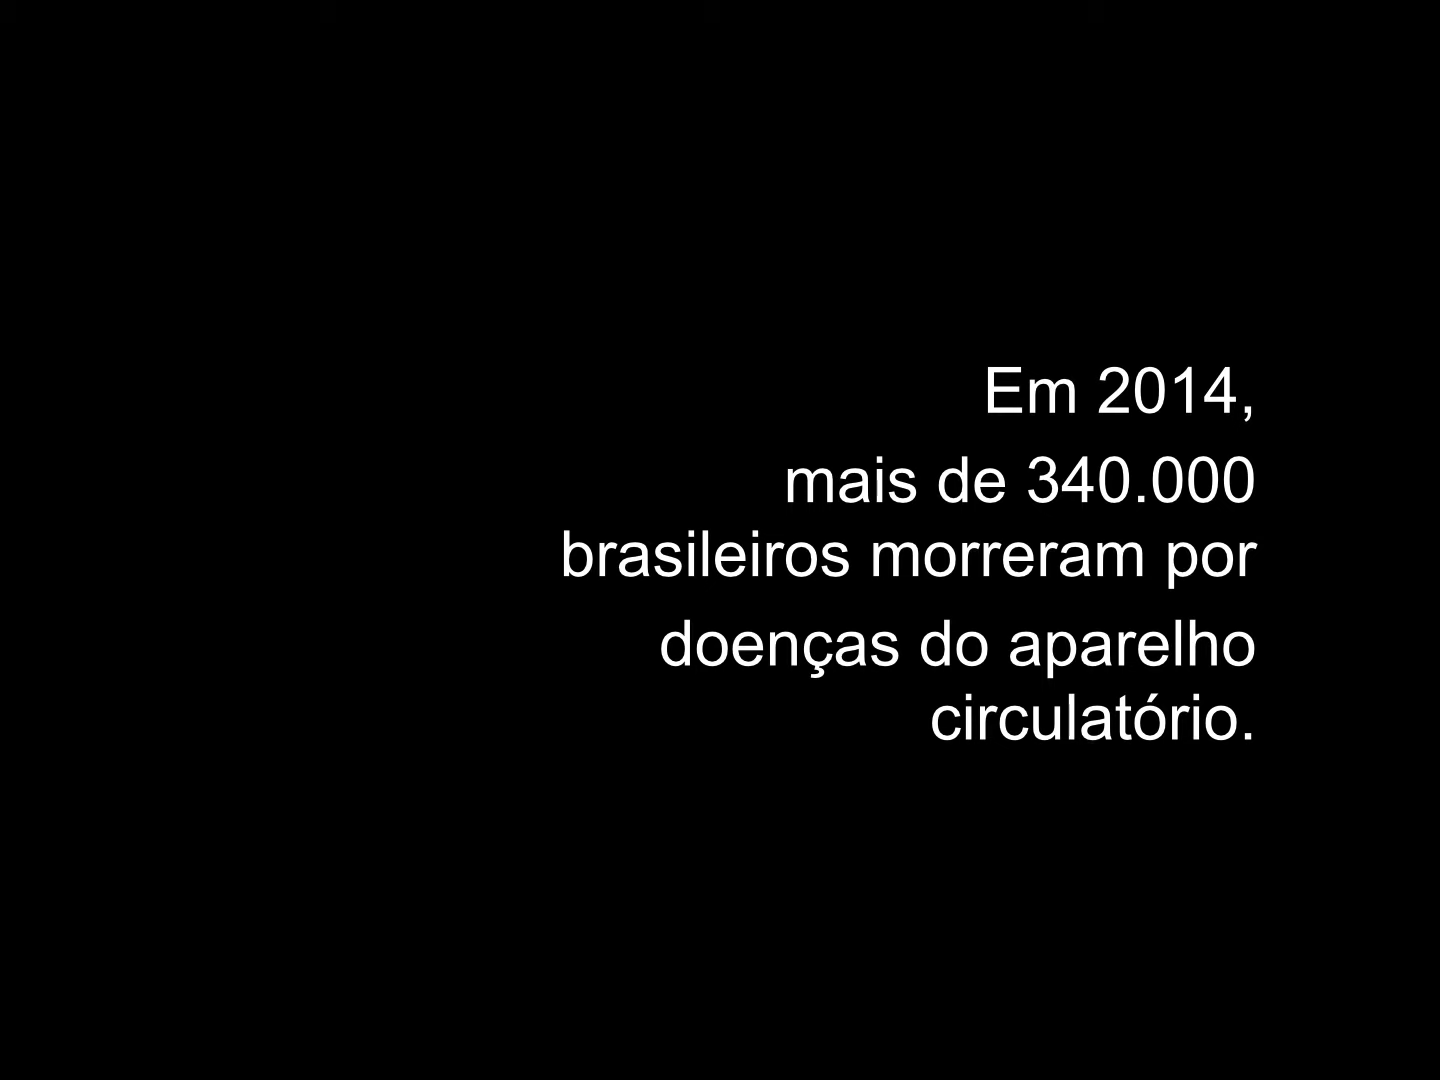 Em 2014,
mais de 340.000
brasileiros morreram por
doenças do aparelho
circulatório.